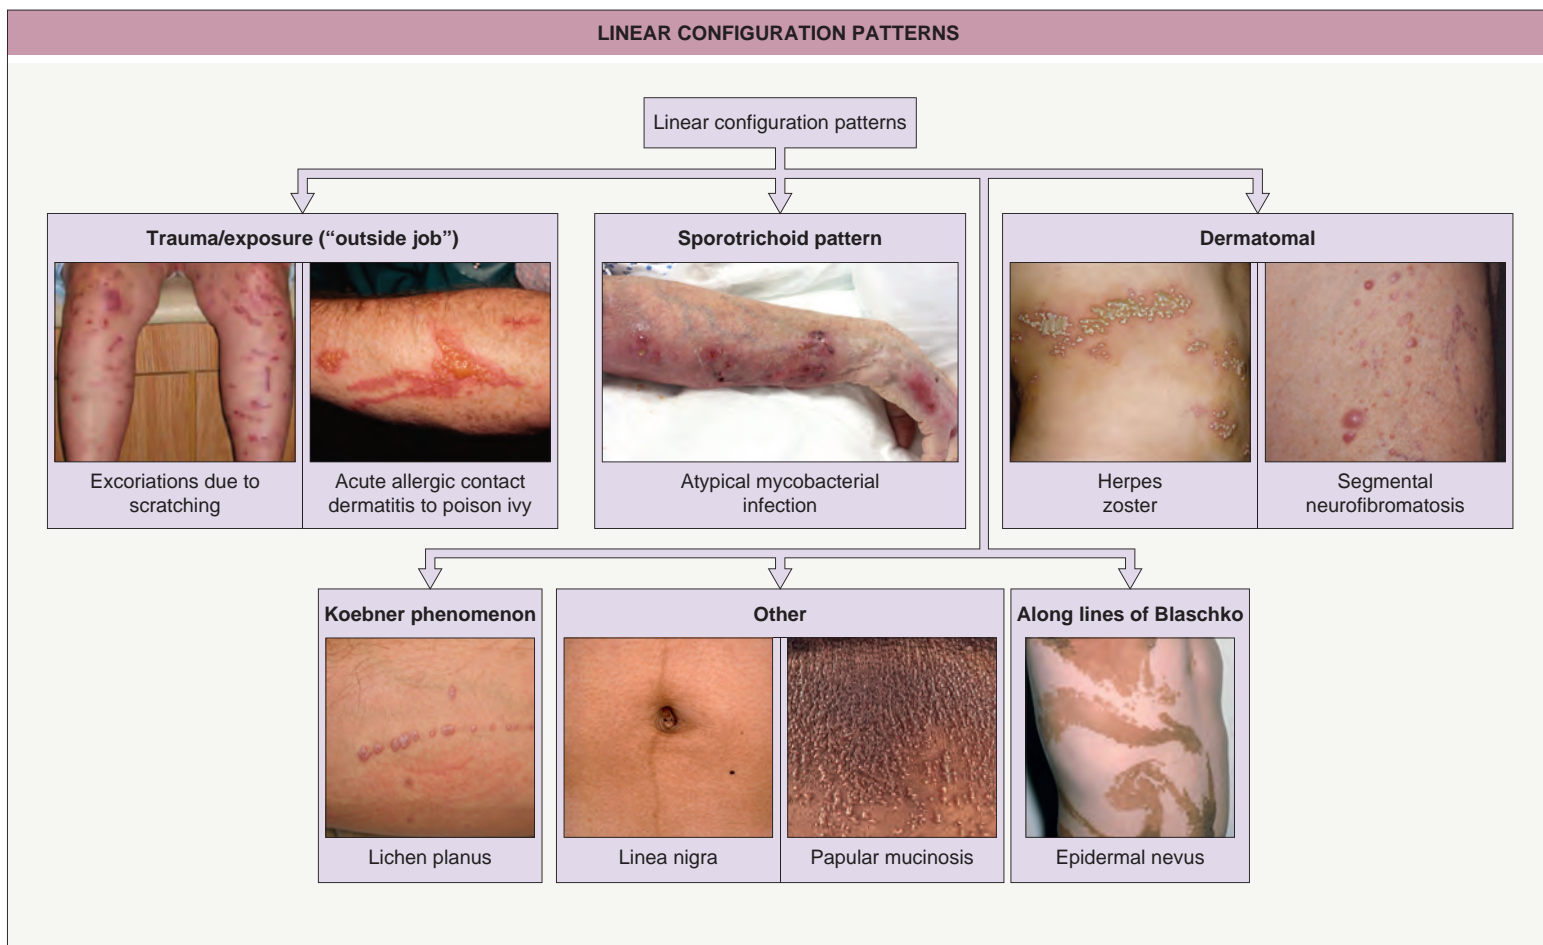 LINEAR CONFIGURATION PATTERNS
Linear configuration patterns
Trauma/exposure (“outside job”)
Excoriations due to
scratching
Acute allergic contact
dermatitis to poison ivy
Sporotrichoid pattern
Atypical mycobacterial
infection
Dermatomal
Herpes
zoster
Segmental
neurofibromatosis
Koebner phenomenon
Lichen planus
Other
Linea nigra
Papular mucinosis
Along lines of Blaschko
Epidermal nevus